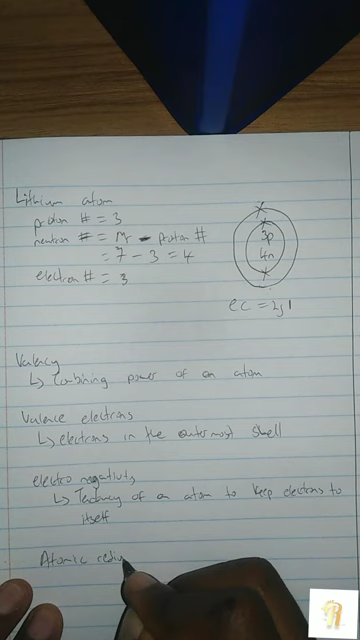 Lithium atom
proton # = 3
neutron # = Mr - proton #
= 7 - 3 = 4
electron # = 3
3p
4n
ec = 2,1
Valency
↳ Combining power of an atom
Valence electrons
↳ electrons in the outermost shell
electro negativity
↳ Tendency of an atom to keep electrons to
itself
Atomic radiu